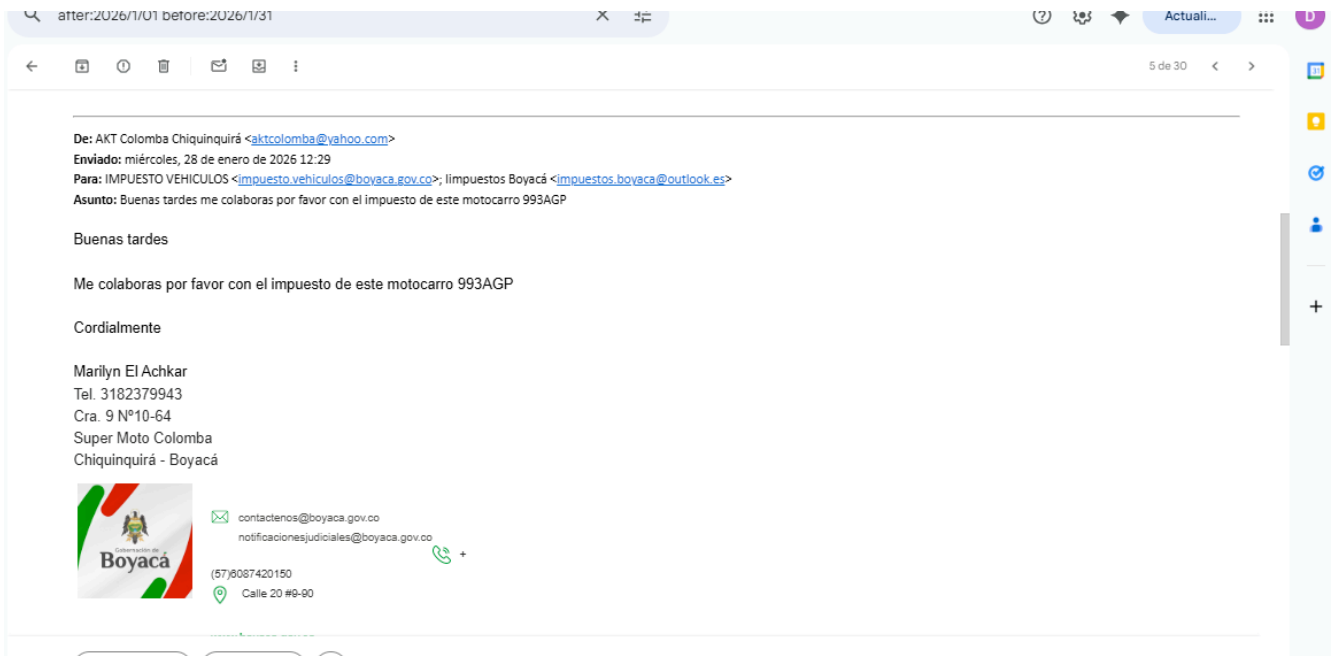 after:2026/1/01 before:2026/1/31
Actuali...
D
5 de 30
31
De: AKT Colomba Chiquinquirá <aktcolomba@yahoo.com>
Enviado: miércoles, 28 de enero de 2026 12:29
Para: IMPUESTO VEHICULOS <impuesto.vehiculos@boyaca.gov.co>; Iimpuestos Boyacá <impuestos.boyaca@outlook.es>
Asunto: Buenas tardes me colaboras por favor con el impuesto de este motocarro 993AGP
Buenas tardes
Me colaboras por favor con el impuesto de este motocarro 993AGP
Cordialmente
Marilyn El Achkar
Tel. 3182379943
Cra. 9 Nº10-64
Super Moto Colomba
Chiquinquirá - Boyacá
Gobernación de
Boyacá
contactenos@boyaca.gov.co
notificacionesjudiciales@boyaca.gov.co
+
(57)6087420150
Calle 20 #9-90